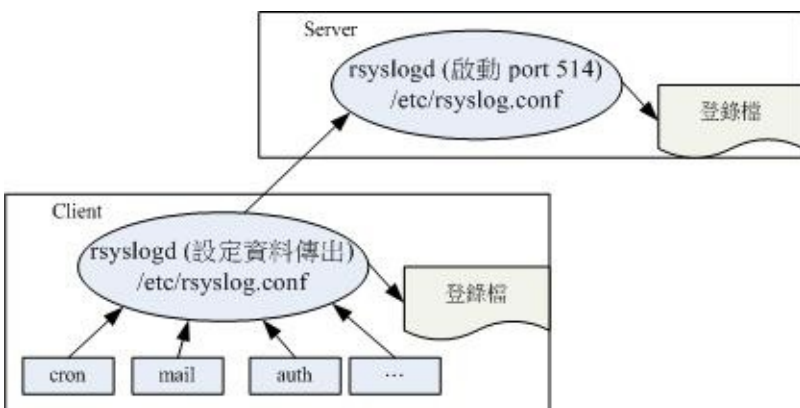 Server
rsyslogd (啟動 port 514)
/etc/rsyslog.conf
登錄檔
Client
rsyslogd (設定資料傳出)
/etc/rsyslog.conf
登錄檔
cron
mail
auth
…